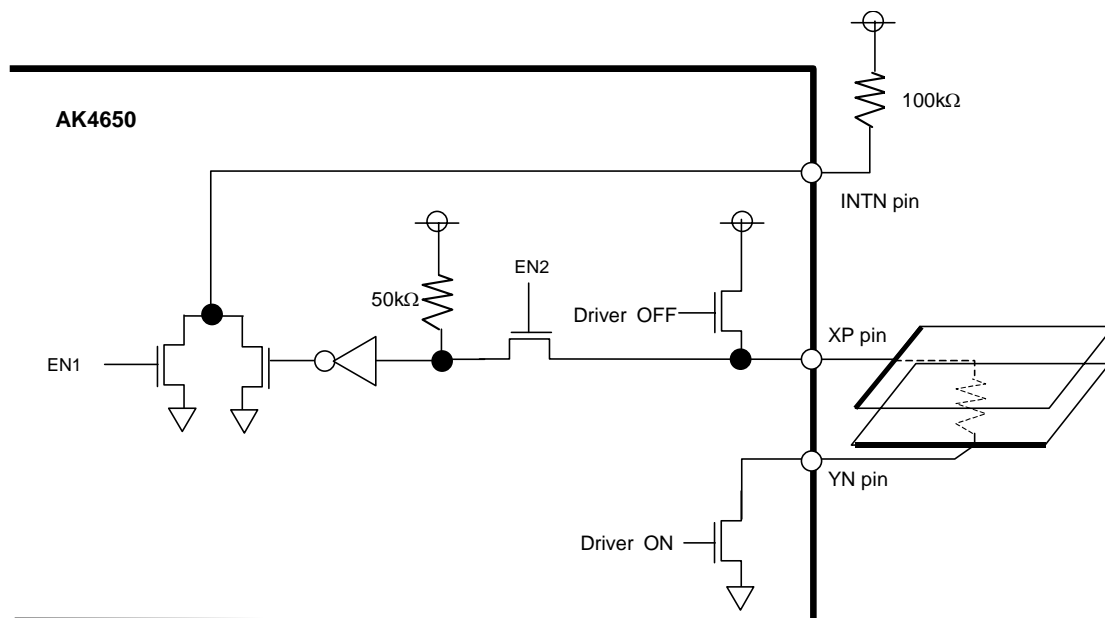 100kΩ
AK4650
INTN pin
EN2
50kΩ
Driver OFF
XP pin
EN1
YN pin
Driver ON